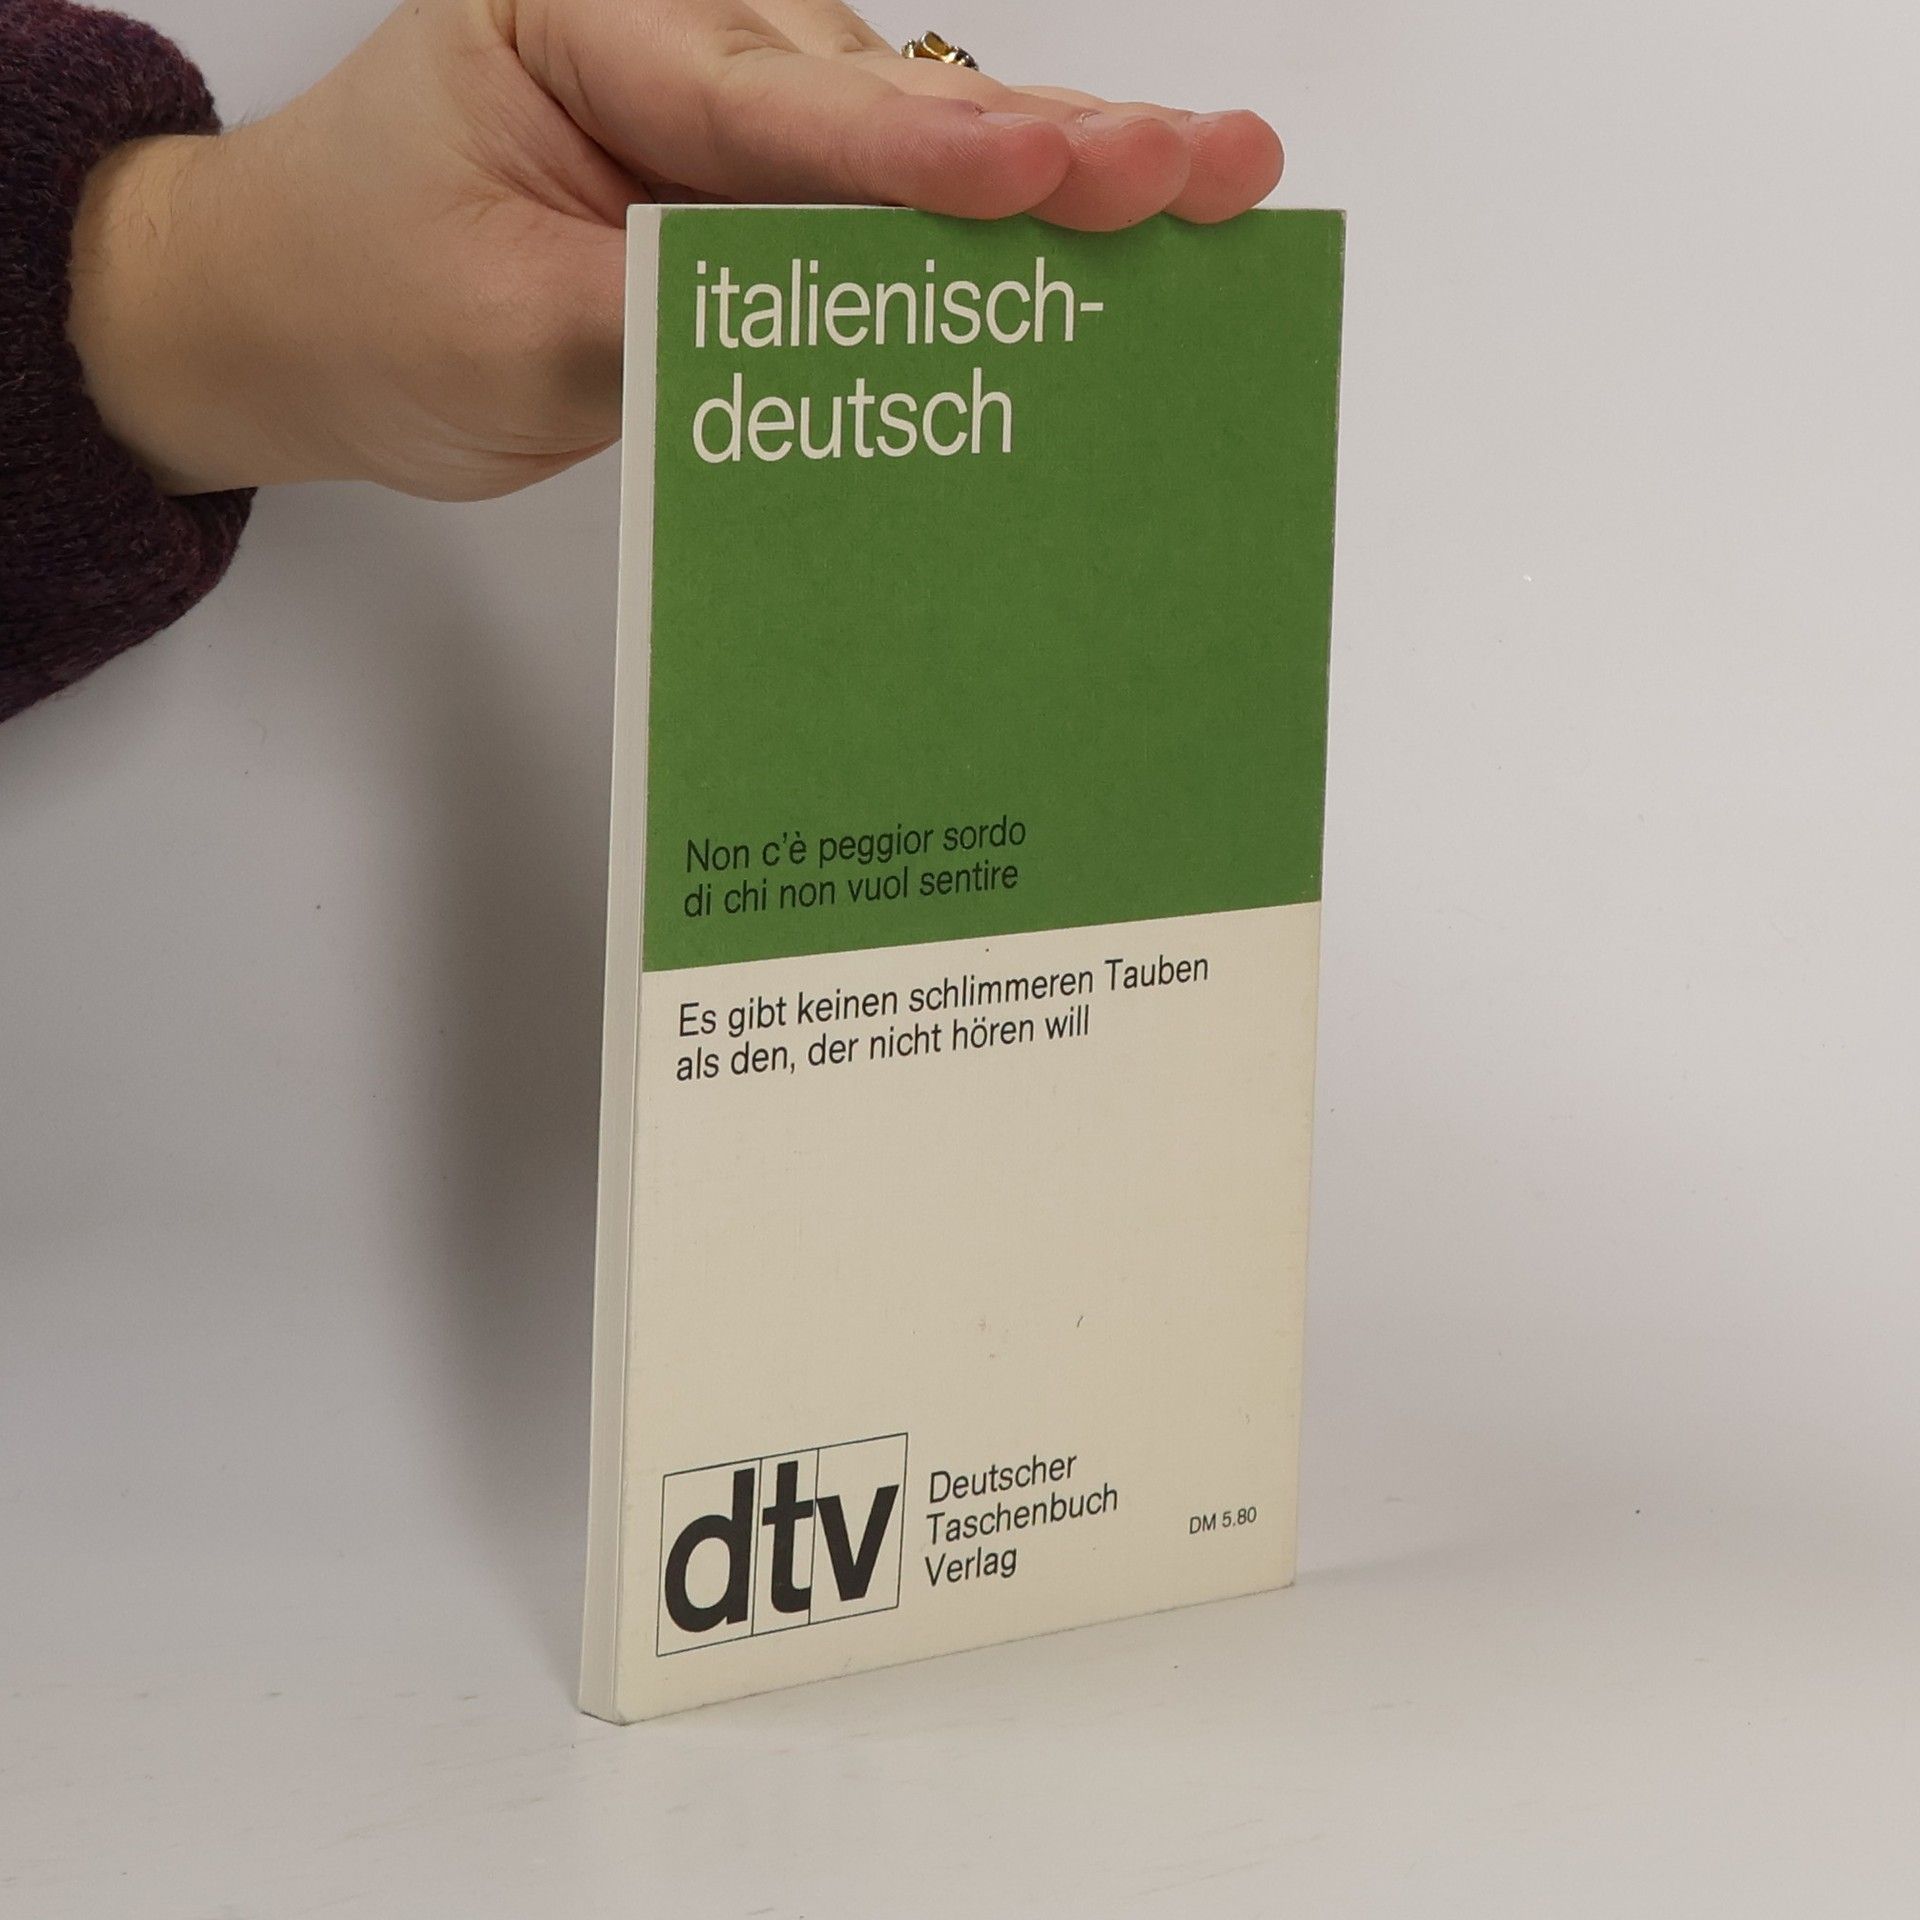 italienisch-
deutsch
Non c'è peggior sordo
di chi non vuol sentire
Es gibt keinen schlimmeren Tauben
als den, der nicht hören will
dtv
Deutscher
Taschenbuch
Verlag
DM 5.80